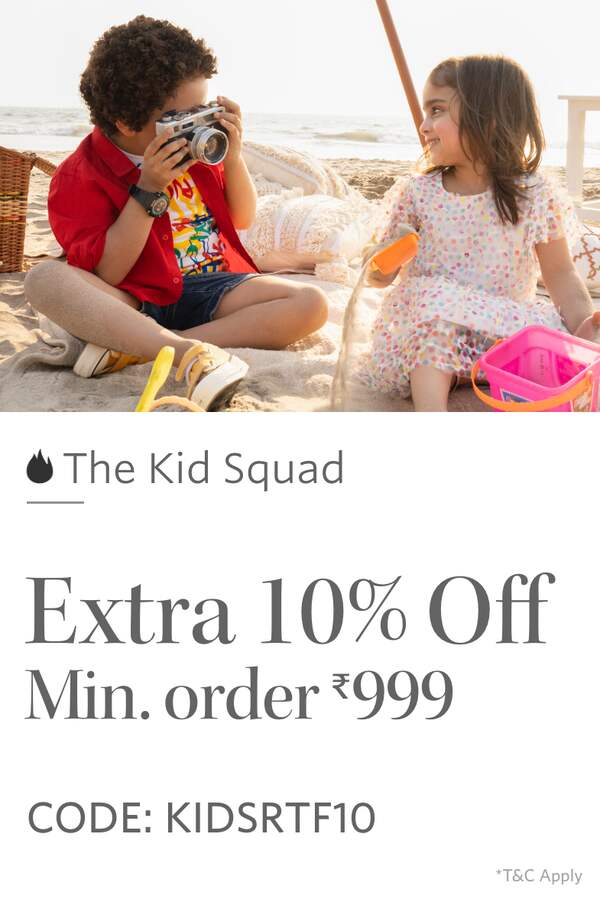 The Kid Squad
Extra 10% Off
Min. order ₹999
CODE: KIDSRTF10
*T&C Apply